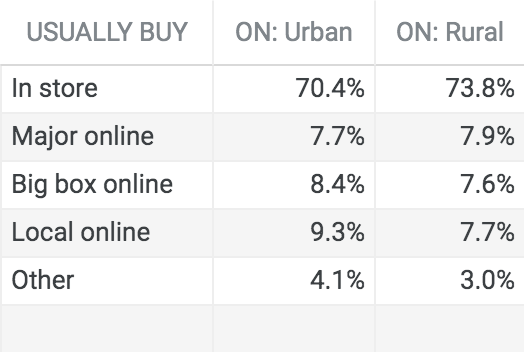 USUALLY BUY ON: Urban ON: Rural
In store 70.4% 73.8%
Major online 7.7% 7.9%
Big box online 8.4% 7.6%
Local online 9.3% 7.7%
Other 4.1% 3.0%